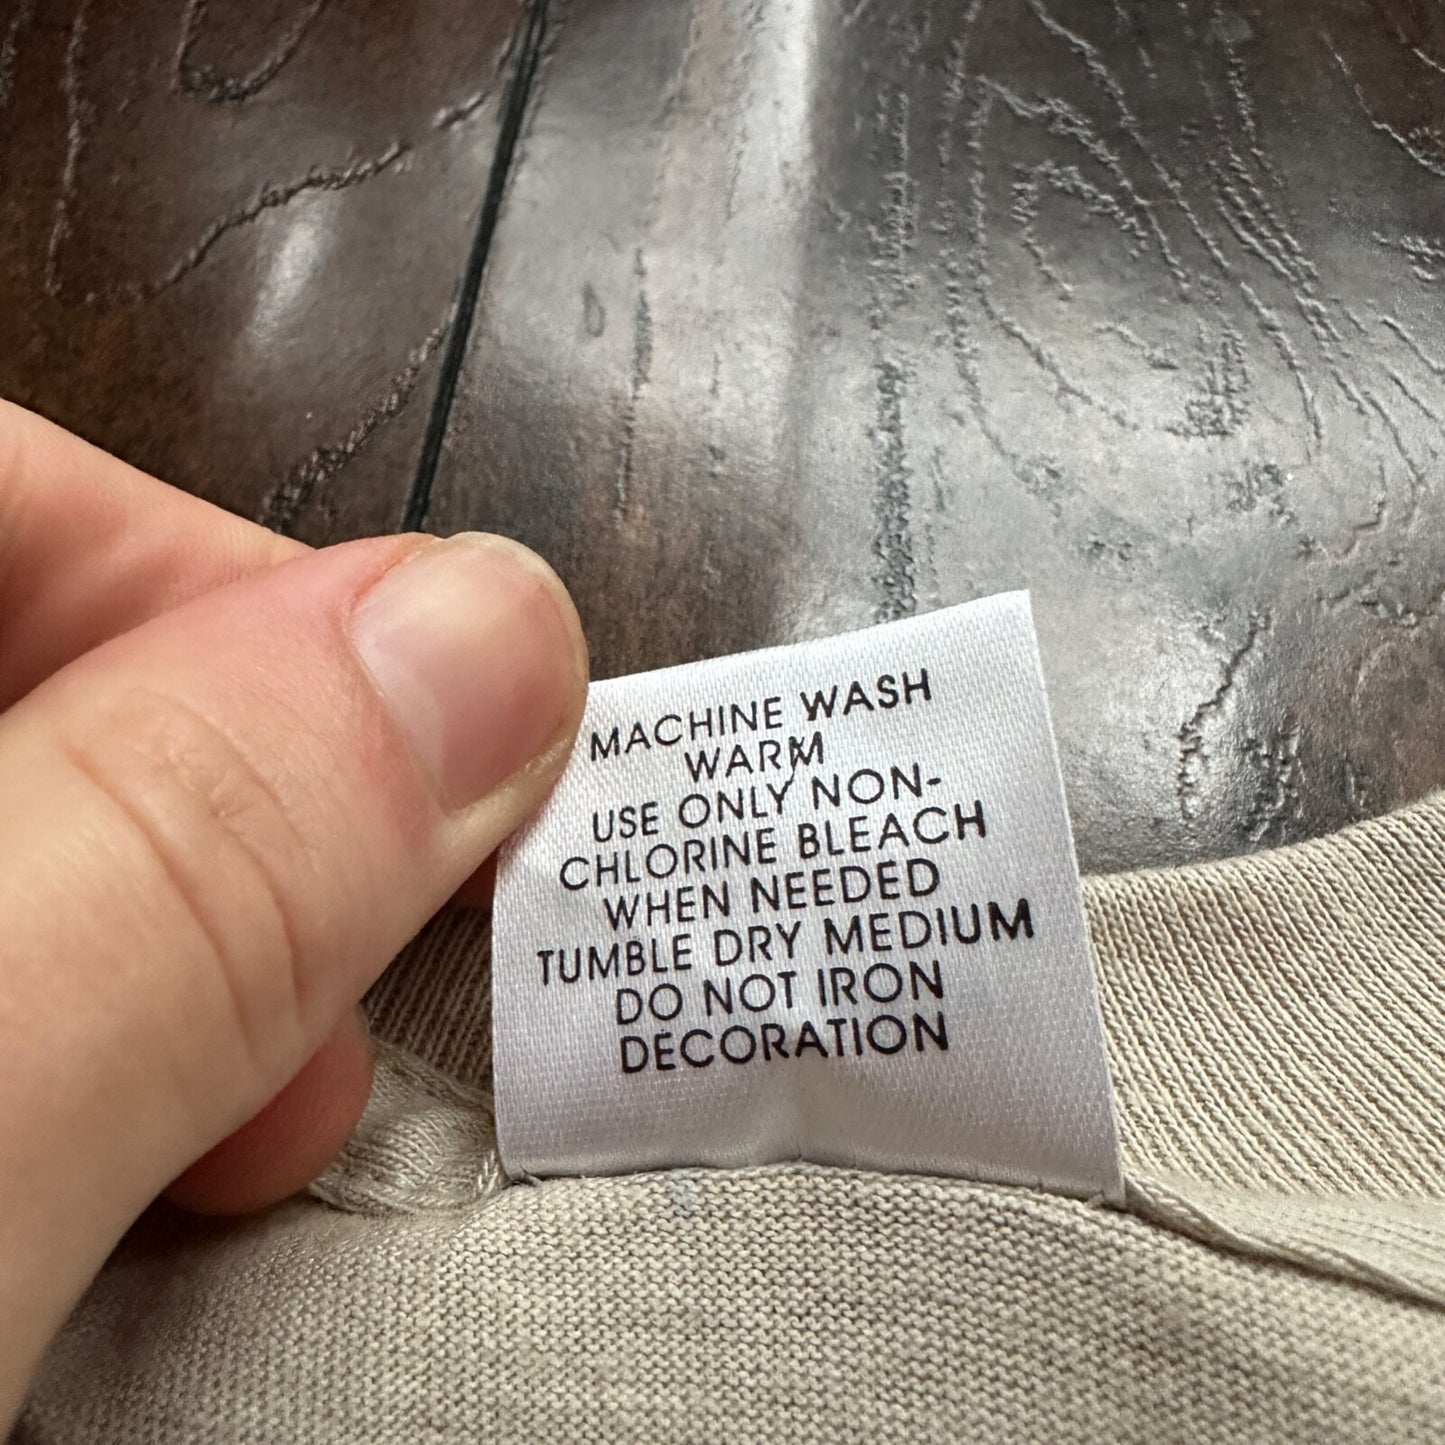 MACHINE WASH
WARM
USE ONLY NON-
CHLORINE BLEACH
WHEN NEEDED
TUMBLE DRY MEDIUM
DO NOT IRON
DECORATION